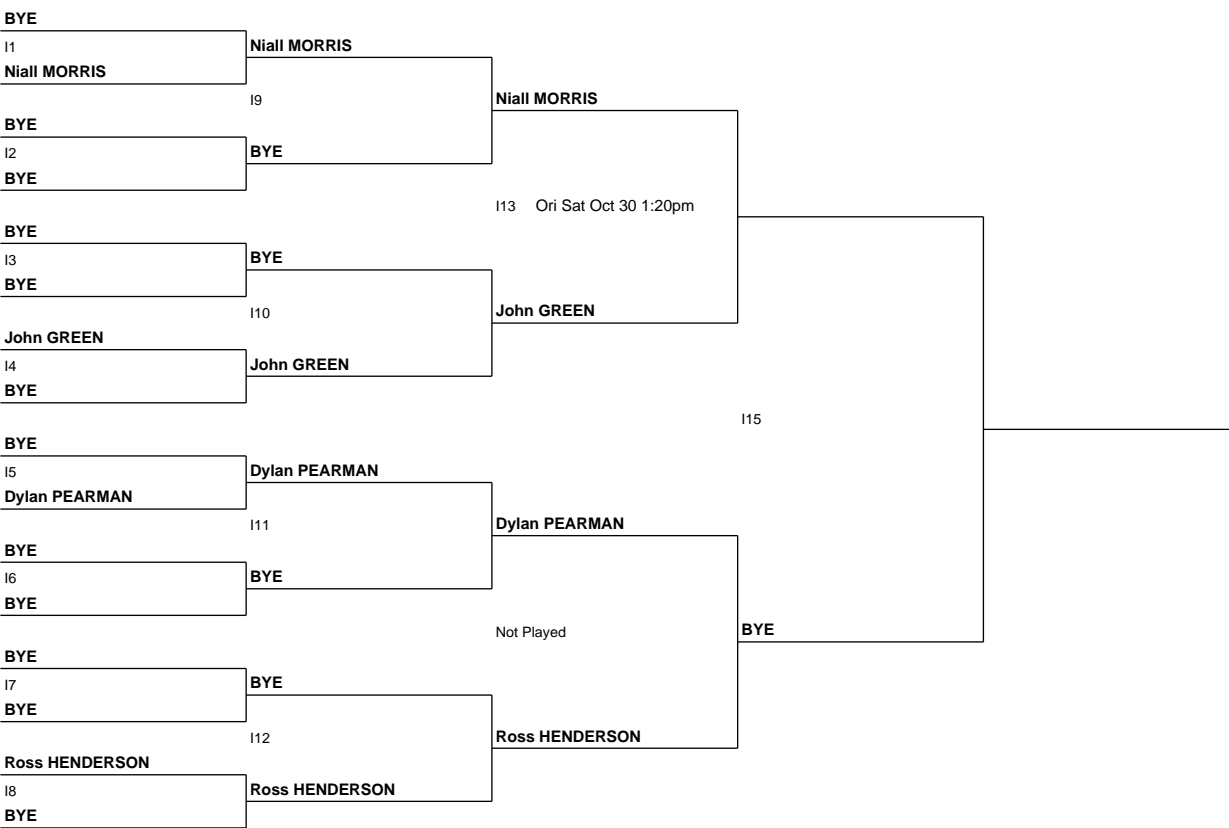 BYE
I1
Niall MORRIS
Niall MORRIS
I9
Niall MORRIS
BYE
I2
BYE
BYE
I13 Ori Sat Oct 30 1:20pm
BYE
I3
BYE
BYE
I10
John GREEN
John GREEN
I4
John GREEN
BYE
I15
BYE
I5
Dylan PEARMAN
Dylan PEARMAN
I11
Dylan PEARMAN
BYE
I6
BYE
BYE
Not Played
BYE
BYE
I7
BYE
BYE
I12
Ross HENDERSON
Ross HENDERSON
I8
Ross HENDERSON
BYE